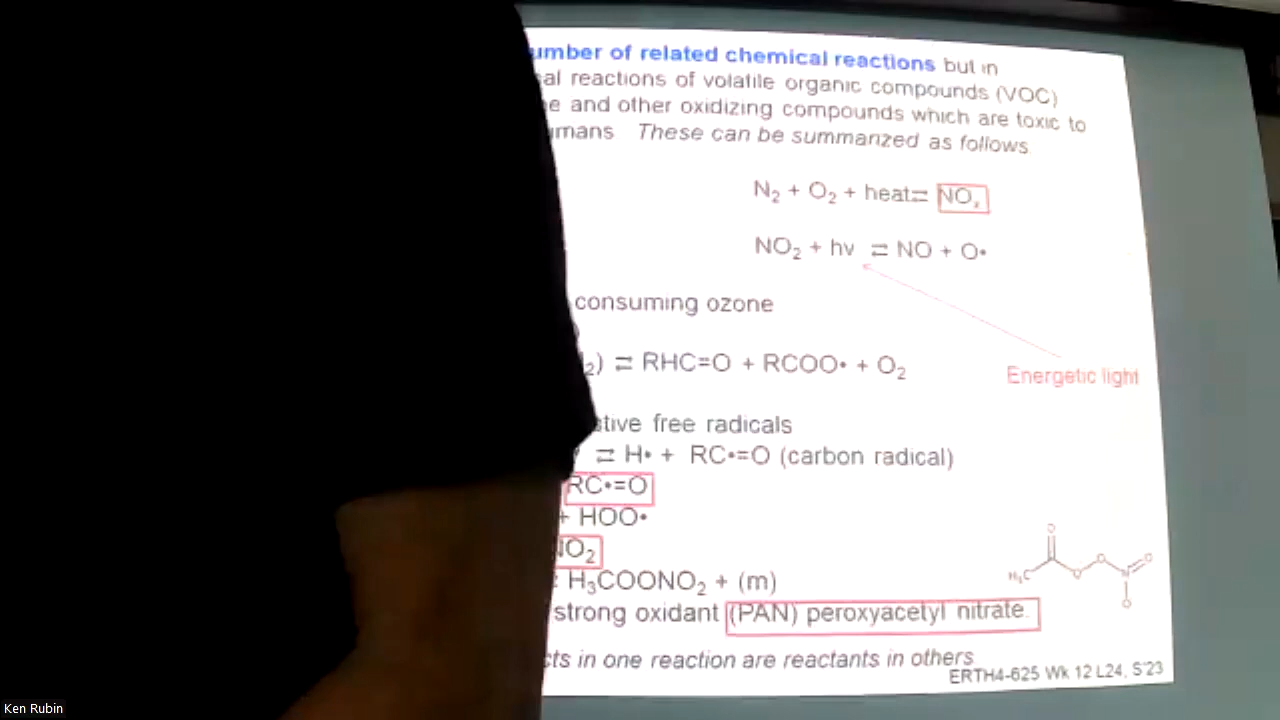 umber of related chemical reactions but in
al reactions of volatile organic compounds (VOC)
e and other oxidizing compounds which are toxic to
mans These can be summarized as follows
N₂ + O₂ + heat⇄ NOₓ
NO₂ + hν ⇄ NO + O•
consuming ozone
₂) ⇄ RHC=O + RCOO• + O₂
Energetic light
tive free radicals
⇄ H• + RC•=O (carbon radical)
RC•=O
+ HOO•
NO₂
H₃COONO₂ + (m)
strong oxidant (PAN) peroxyacetyl nitrate.
cts in one reaction are reactants in others
ERTH4-625 Wk 12 L24, S'23
O
H₃C
O
O
N
O
O
Ken Rubin